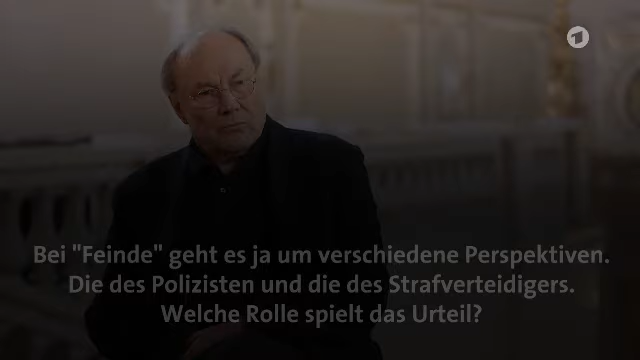 Bei "Feinde" geht es ja um verschiedene Perspektiven.
Die des Polizisten und die des Strafverteidigers.
Welche Rolle spielt das Urteil?